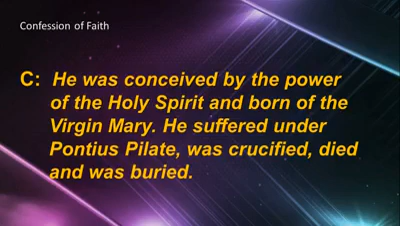 Confession of Faith
C: He was conceived by the power
of the Holy Spirit and born of the
Virgin Mary. He suffered under
Pontius Pilate, was crucified, died
and was buried.